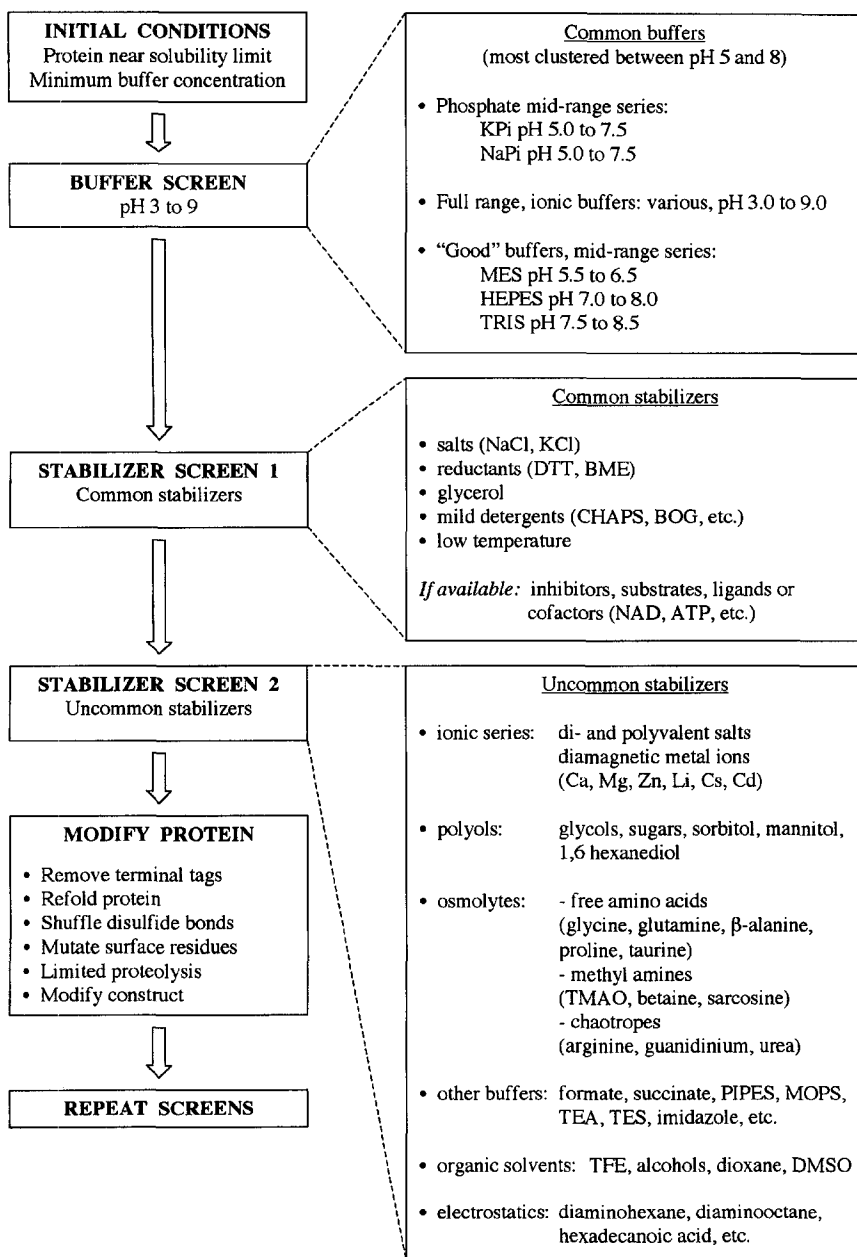 INITIAL CONDITIONS
Protein near solubility limit
Minimum buffer concentration
BUFFER SCREEN
pH 3 to 9
Common buffers
(most clustered between pH 5 and 8)
• Phosphate mid-range series:
KPi pH 5.0 to 7.5
NaPi pH 5.0 to 7.5
• Full range, ionic buffers: various, pH 3.0 to 9.0
• “Good” buffers, mid-range series:
MES pH 5.5 to 6.5
HEPES pH 7.0 to 8.0
TRIS pH 7.5 to 8.5
STABILIZER SCREEN 1
Common stabilizers
Common stabilizers
• salts (NaCl, KCl)
• reductants (DTT, BME)
• glycerol
• mild detergents (CHAPS, BOG, etc.)
• low temperature
If available: inhibitors, substrates, ligands or
cofactors (NAD, ATP, etc.)
STABILIZER SCREEN 2
Uncommon stabilizers
Uncommon stabilizers
• ionic series: di- and polyvalent salts
diamagnetic metal ions
(Ca, Mg, Zn, Li, Cs, Cd)
• polyols: glycols, sugars, sorbitol, mannitol,
1,6 hexanediol
• osmolytes: - free amino acids
(glycine, glutamine, β-alanine,
proline, taurine)
- methyl amines
(TMAO, betaine, sarcosine)
- chaotropes
(arginine, guanidinium, urea)
• other buffers: formate, succinate, PIPES, MOPS,
TEA, TES, imidazole, etc.
• organic solvents: TFE, alcohols, dioxane, DMSO
• electrostatics: diaminohexane, diaminooctane,
hexadecanoic acid, etc.
MODIFY PROTEIN
• Remove terminal tags
• Refold protein
• Shuffle disulfide bonds
• Mutate surface residues
• Limited proteolysis
• Modify construct
REPEAT SCREENS